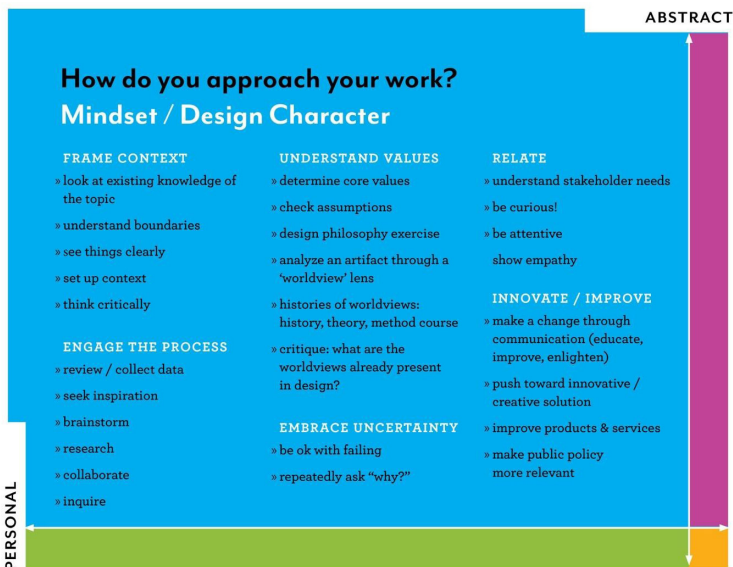 ABSTRACT
How do you approach your work?
Mindset / Design Character
FRAME CONTEXT
» look at existing knowledge of
the topic
» understand boundaries
» see things clearly
» set up context
» think critically
ENGAGE THE PROCESS
» review / collect data
» seek inspiration
» brainstorm
» research
» collaborate
» inquire
UNDERSTAND VALUES
» determine core values
» check assumptions
» design philosophy exercise
» analyze an artifact through a
‘worldview’ lens
» histories of worldviews:
history, theory, method course
» critique: what are the
worldviews already present
in design?
EMBRACE UNCERTAINTY
» be ok with failing
» repeatedly ask “why?”
RELATE
» understand stakeholder needs
» be curious!
» be attentive
show empathy
INNOVATE / IMPROVE
» make a change through
communication (educate,
improve, enlighten)
» push toward innovative /
creative solution
» improve products & services
» make public policy
more relevant
PERSONAL